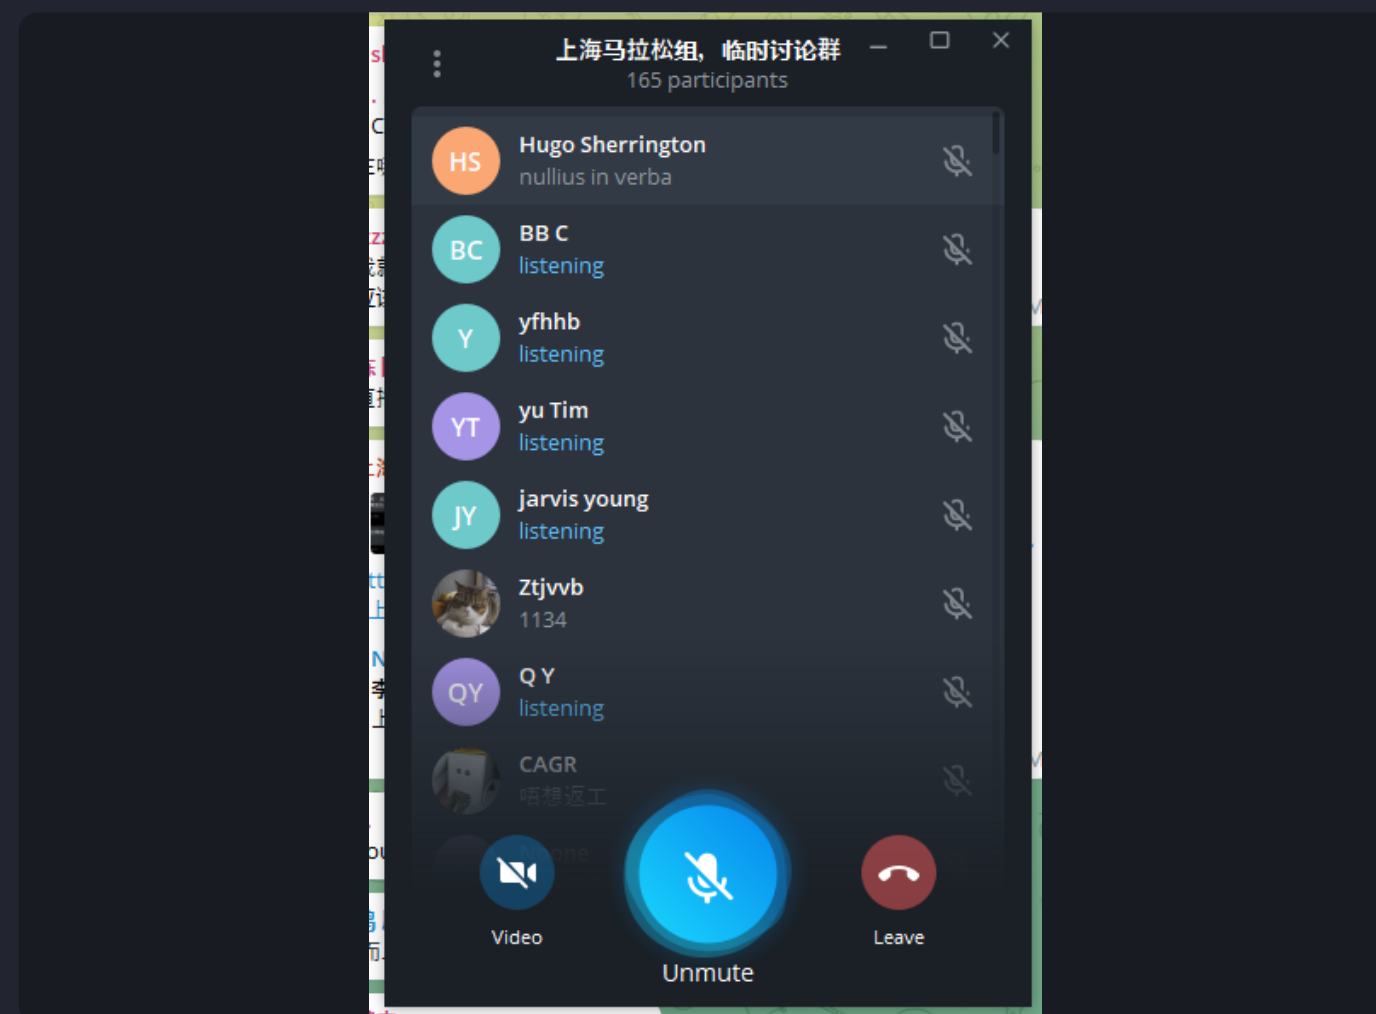 上海马拉松组，临时讨论群
165 participants
HS
Hugo Sherrington
nullius in verba
BC
BB C
listening
Y
yfhhb
listening
YT
yu Tim
listening
JY
jarvis young
listening
Ztjvvb
1134
QY
Q Y
listening
CAGR
唔想返工
Video
Leave
Unmute